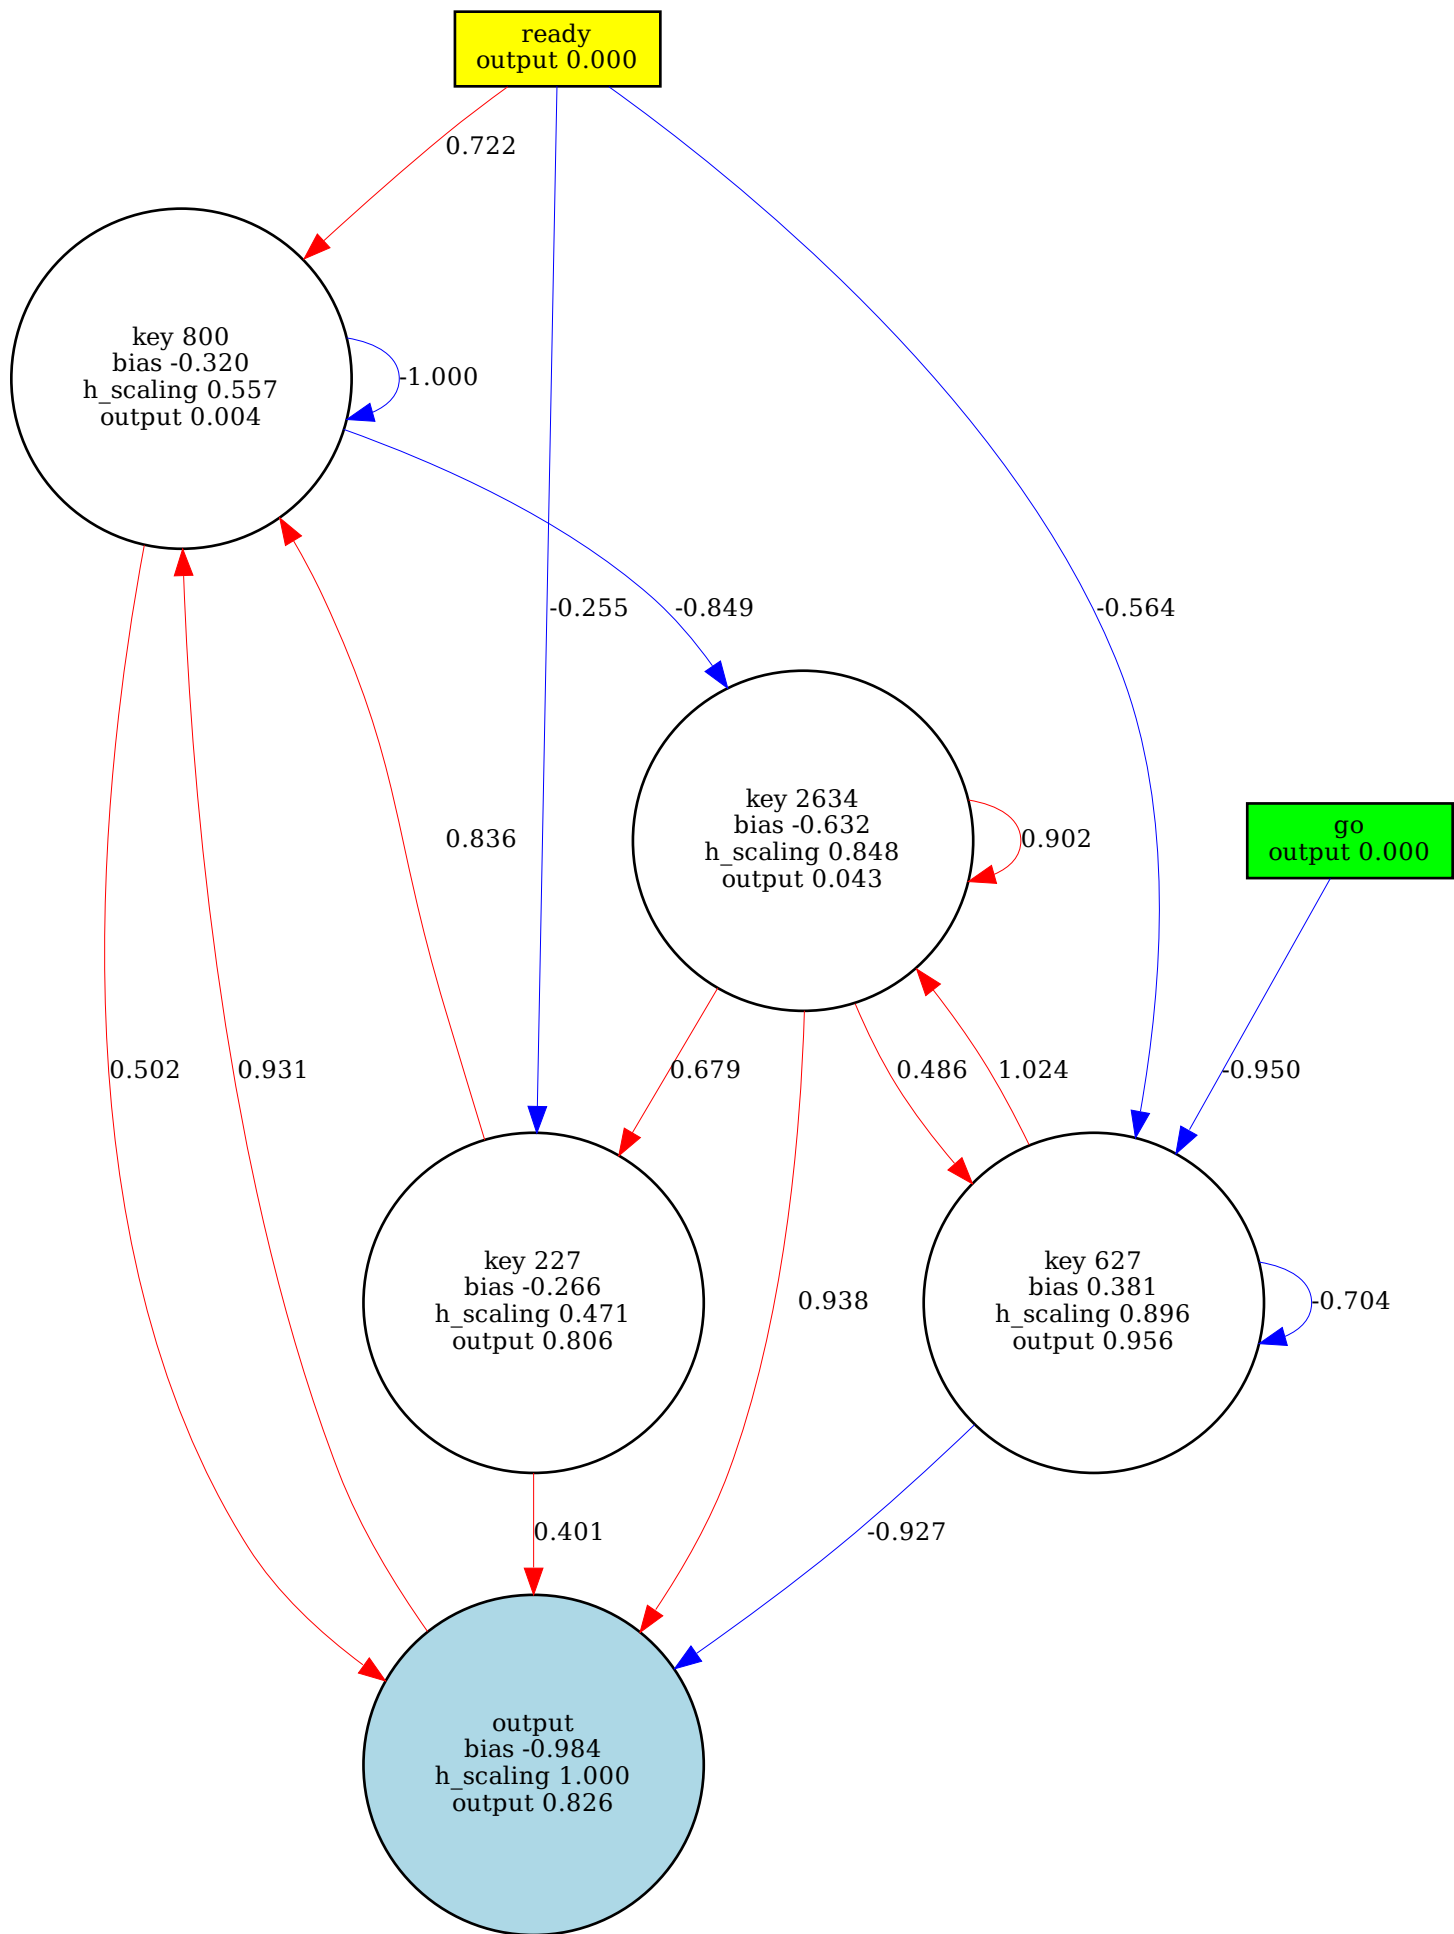 ready
output 0.000
0.722
key 800
bias -0.320
h_scaling 0.557
output 0.004
-1.000
-0.255
-0.849
-0.564
key 2634
bias -0.632
h_scaling 0.848
output 0.043
0.902
go
output 0.000
0.836
0.502
0.931
0.679
0.486
1.024
-0.950
key 227
bias -0.266
h_scaling 0.471
output 0.806
0.938
key 627
bias 0.381
h_scaling 0.896
output 0.956
-0.704
0.401
-0.927
output
bias -0.984
h_scaling 1.000
output 0.826